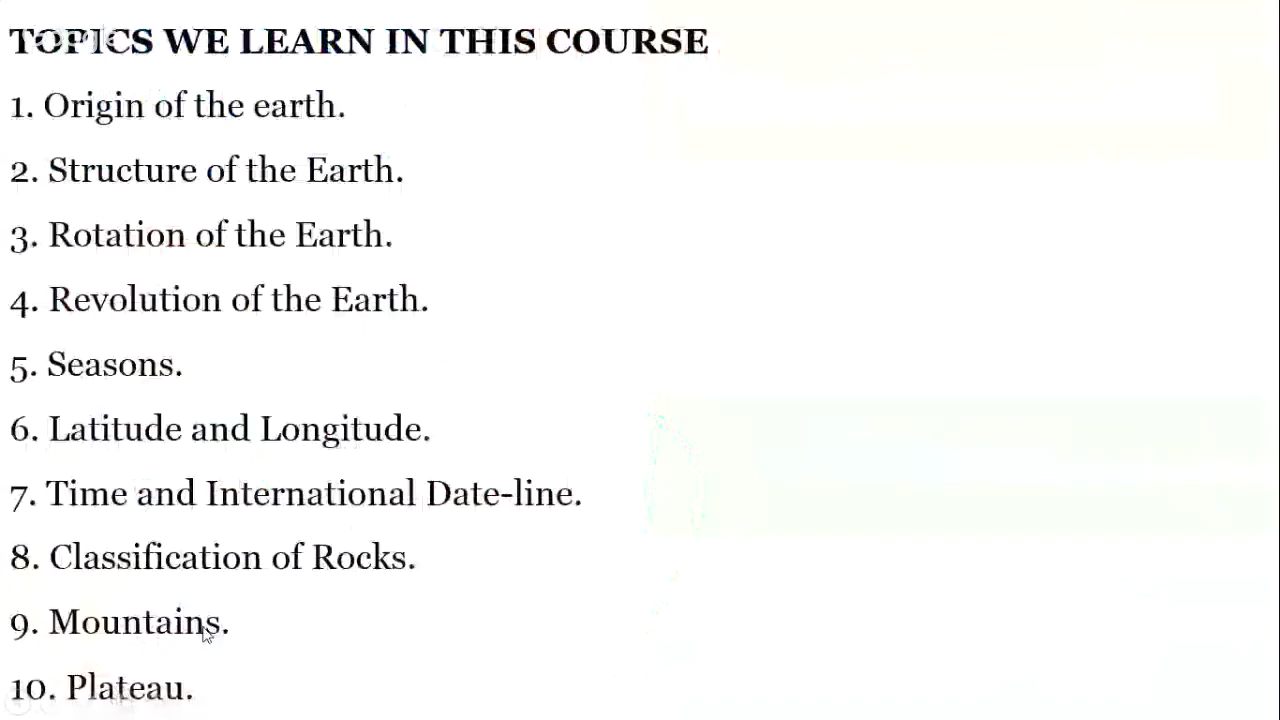 TOPICS WE LEARN IN THIS COURSE
1. Origin of the earth.
2. Structure of the Earth.
3. Rotation of the Earth.
4. Revolution of the Earth.
5. Seasons.
6. Latitude and Longitude.
7. Time and International Date-line.
8. Classification of Rocks.
9. Mountains.
10. Plateau.